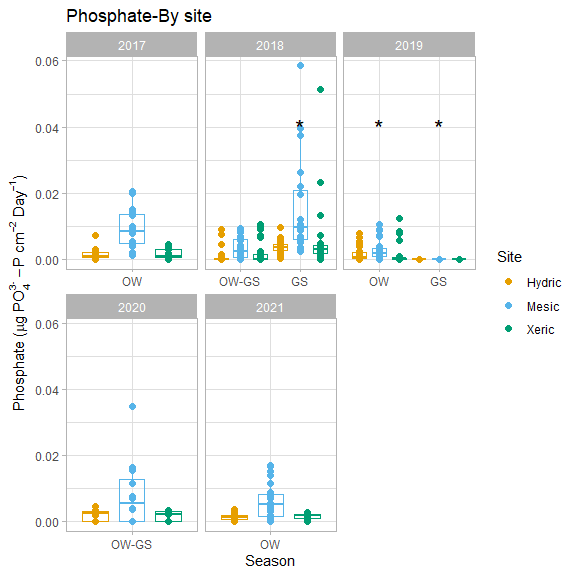 Phosphate-By site
2017 2018 2019
0.06
0.04
* * *
0.02
0.00
OW OW-GS GS OW GS
2020 2021
0.06
0.04
0.02
0.00
OW-GS OW
Season
Phosphate (μg PO₄³⁻−P cm⁻² Day⁻¹)
Site
Hydric
Mesic
Xeric